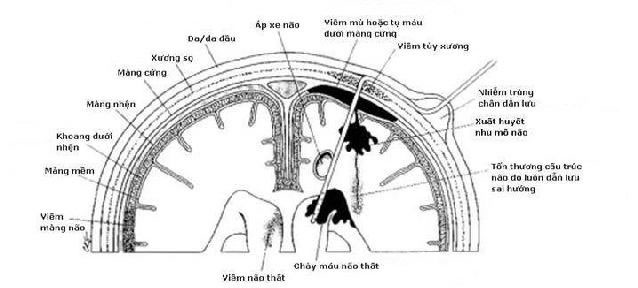 Áp xe não
Viêm mủ hoặc tụ máu
dưới màng cứng
Da/da đầu
Viêm tủy xương
Xương sọ
Màng cứng
Nhiễm trùng
chân dẫn lưu
Màng nhện
Xuất huyết
nhu mô não
Khoang dưới
nhện
Tổn thương cấu trúc
não do luồn dẫn lưu
sai hướng
Màng mềm
Viêm
màng não
Viêm não thất
Chảy máu não thất